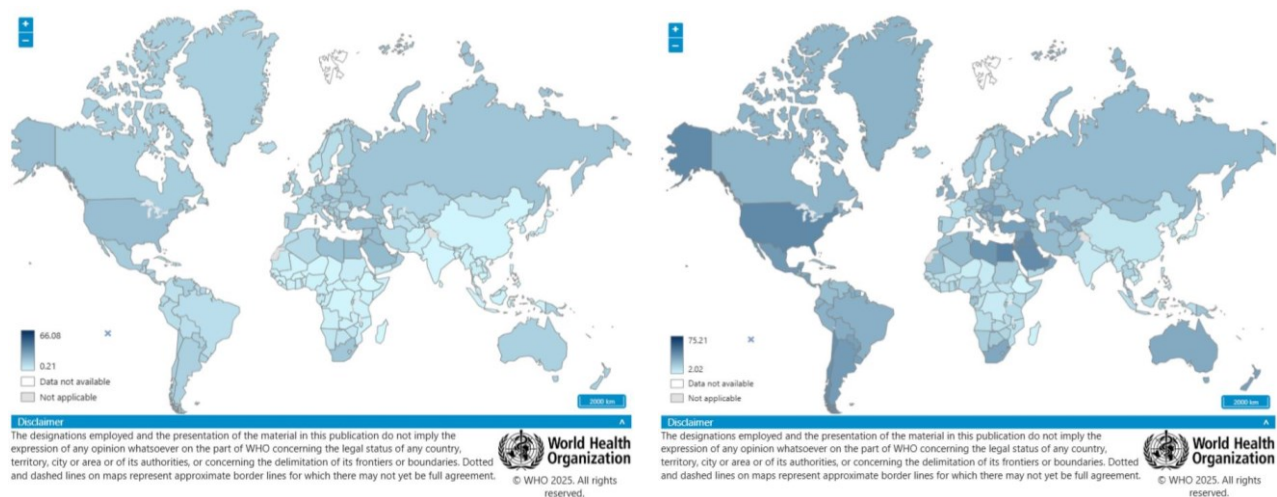 +
−
66.08
0.21
Data not available
Not applicable
2000 km
Disclaimer
The designations employed and the presentation of the material in this publication do not imply the
expression of any opinion whatsoever on the part of WHO concerning the legal status of any country,
territory, city or area or of its authorities, or concerning the delimitation of its frontiers or boundaries. Dotted
and dashed lines on maps represent approximate border lines for which there may not yet be full agreement.
World Health
Organization
© WHO 2025. All rights
reserved.
+
−
75.21
2.02
Data not available
Not applicable
2000 km
Disclaimer
The designations employed and the presentation of the material in this publication do not imply the
expression of any opinion whatsoever on the part of WHO concerning the legal status of any country,
territory, city or area or of its authorities, or concerning the delimitation of its frontiers or boundaries. Dotted
and dashed lines on maps represent approximate border lines for which there may not yet be full agreement.
World Health
Organization
© WHO 2025. All rights
reserved.